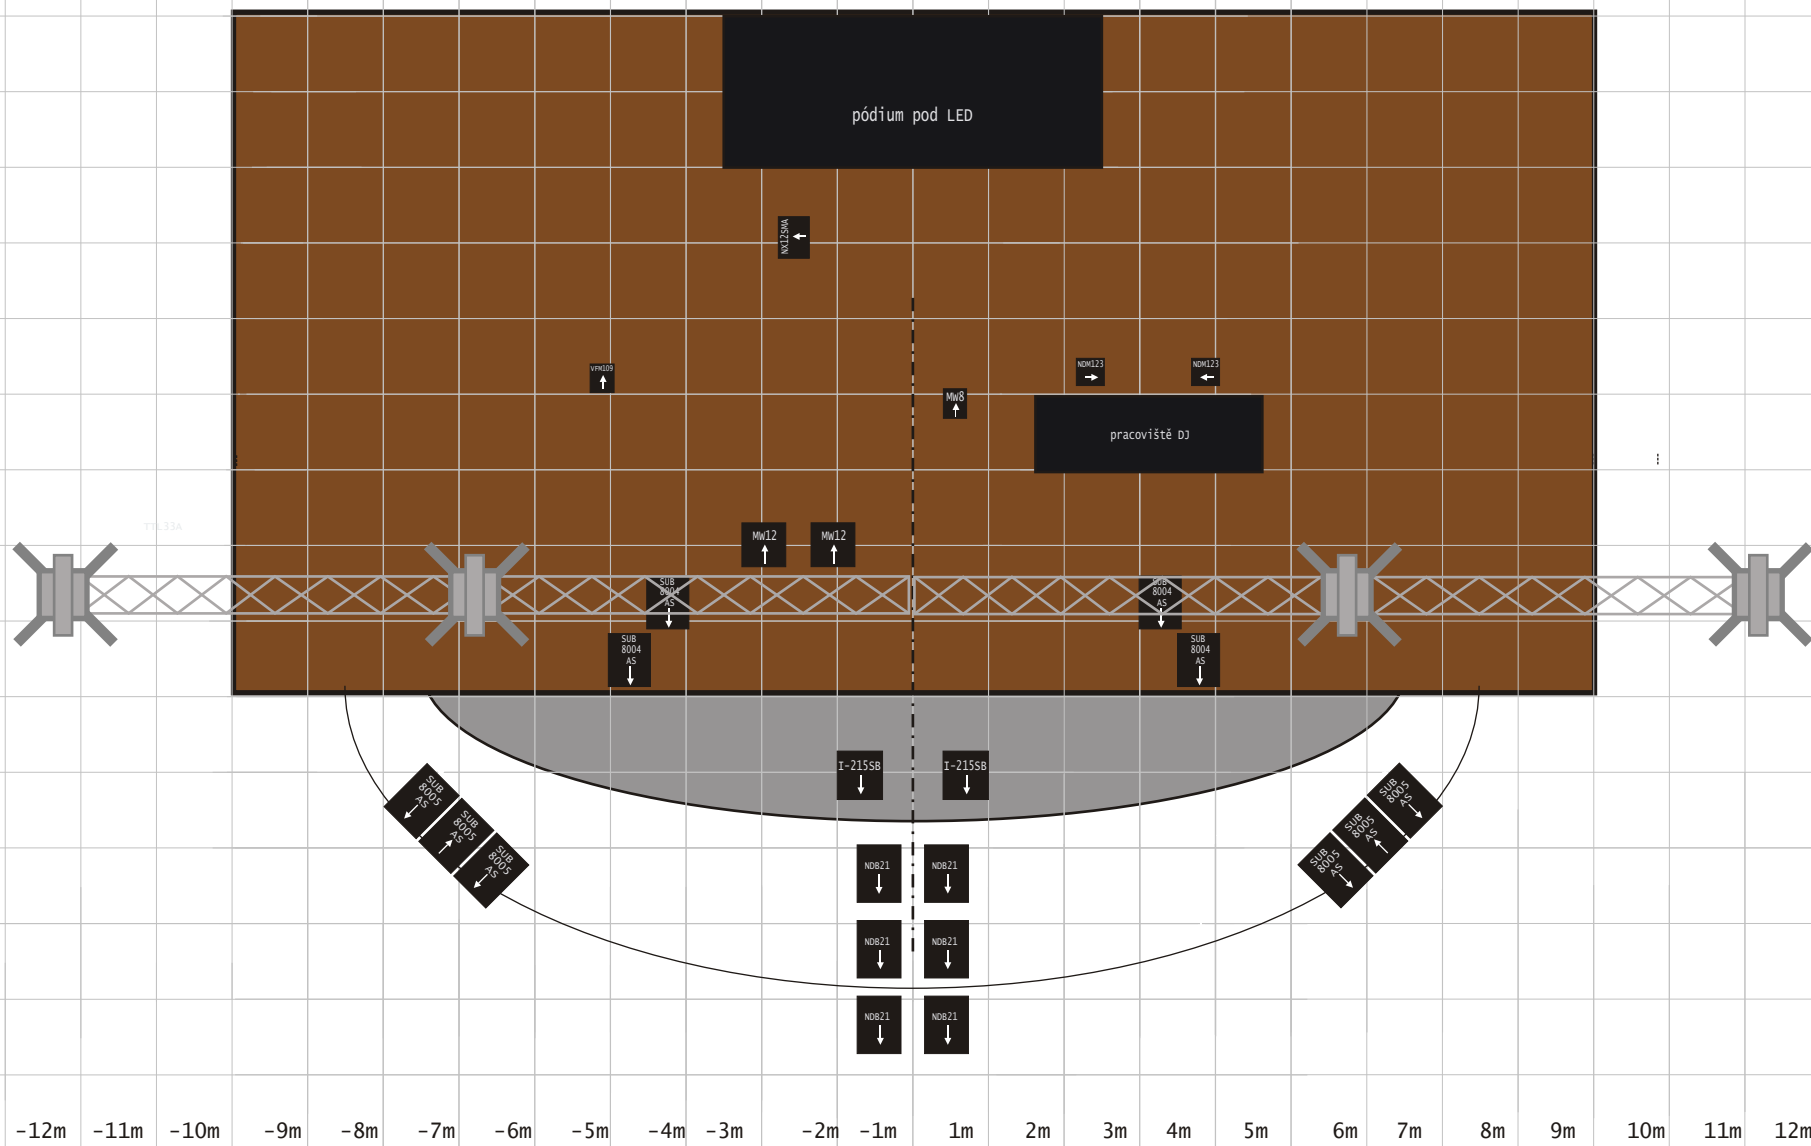 pódium pod LED
NX12SMA
VFM109
NDM123
NDM123
MW8
pracoviště DJ
MW12
MW12
SUB
8004
AS
SUB
8004
AS
SUB
8004
AS
SUB
8004
AS
I-215SB
I-215SB
SUB
8005
AS
SUB
8005
AS
SUB
8005
AS
SUB
8005
AS
SUB
8005
AS
SUB
8005
AS
NDB21
NDB21
NDB21
NDB21
NDB21
NDB21
-12m -11m -10m -9m -8m -7m -6m -5m -4m -3m -2m -1m 1m 2m 3m 4m 5m 6m 7m 8m 9m 10m 11m 12m